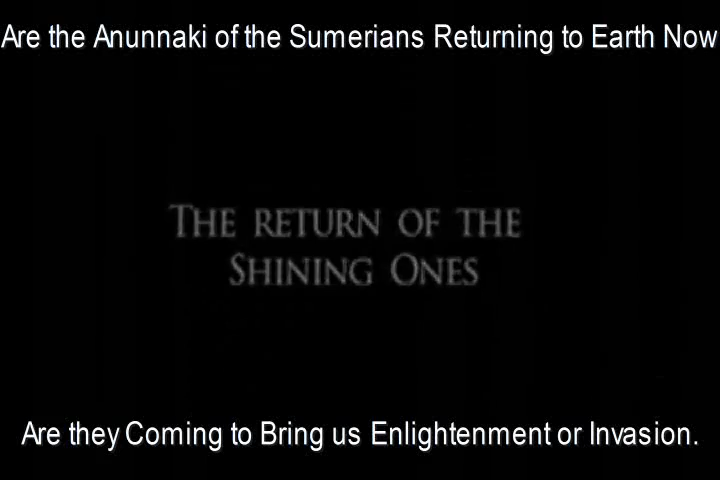 Are the Anunnaki of the Sumerians Returning to Earth Now
THE RETURN OF THE
SHINING ONES
Are they Coming to Bring us Enlightenment or Invasion.